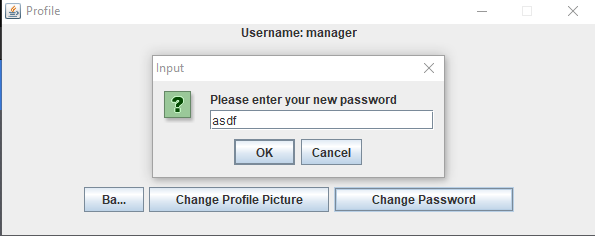 Profile
Username: manager
Input
?
Please enter your new password
asdf
OK Cancel
Ba... Change Profile Picture Change Password